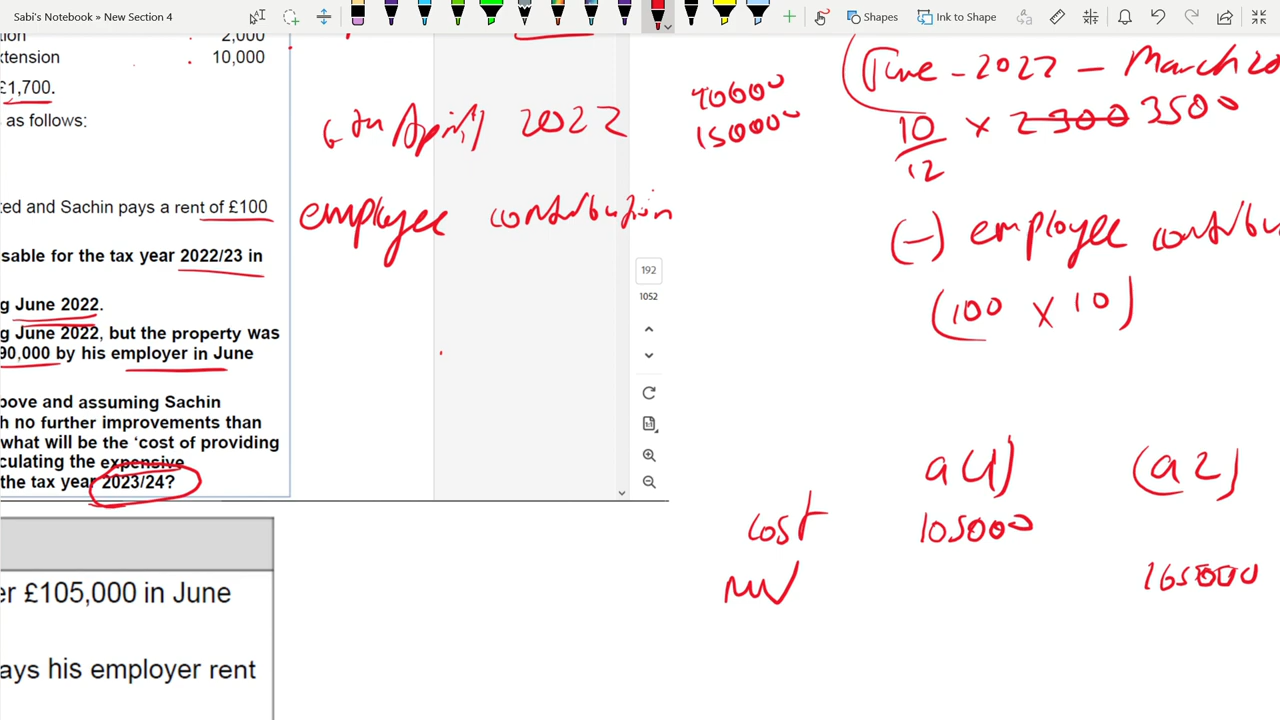 Sabi's Notebook » New Section 4
Shapes
Ink to Shape
tion 2,000
xtension 10,000
£1,700.
as follows:
ted and Sachin pays a rent of £100
sable for the tax year 2022/23 in
g June 2022.
g June 2022, but the property was
90,000 by his employer in June
bove and assuming Sachin
h no further improvements than
what will be the ‘cost of providing
culating the expensive
the tax year 2023/24?
er £105,000 in June
ays his employer rent
6th April 2022
employee contribution
192
1052
1:1
June - 2022 - March 20
10/12 × 2300 3500
(-) employee contribu
(100 × 10)
(a2)
cost 105000
MV 165000